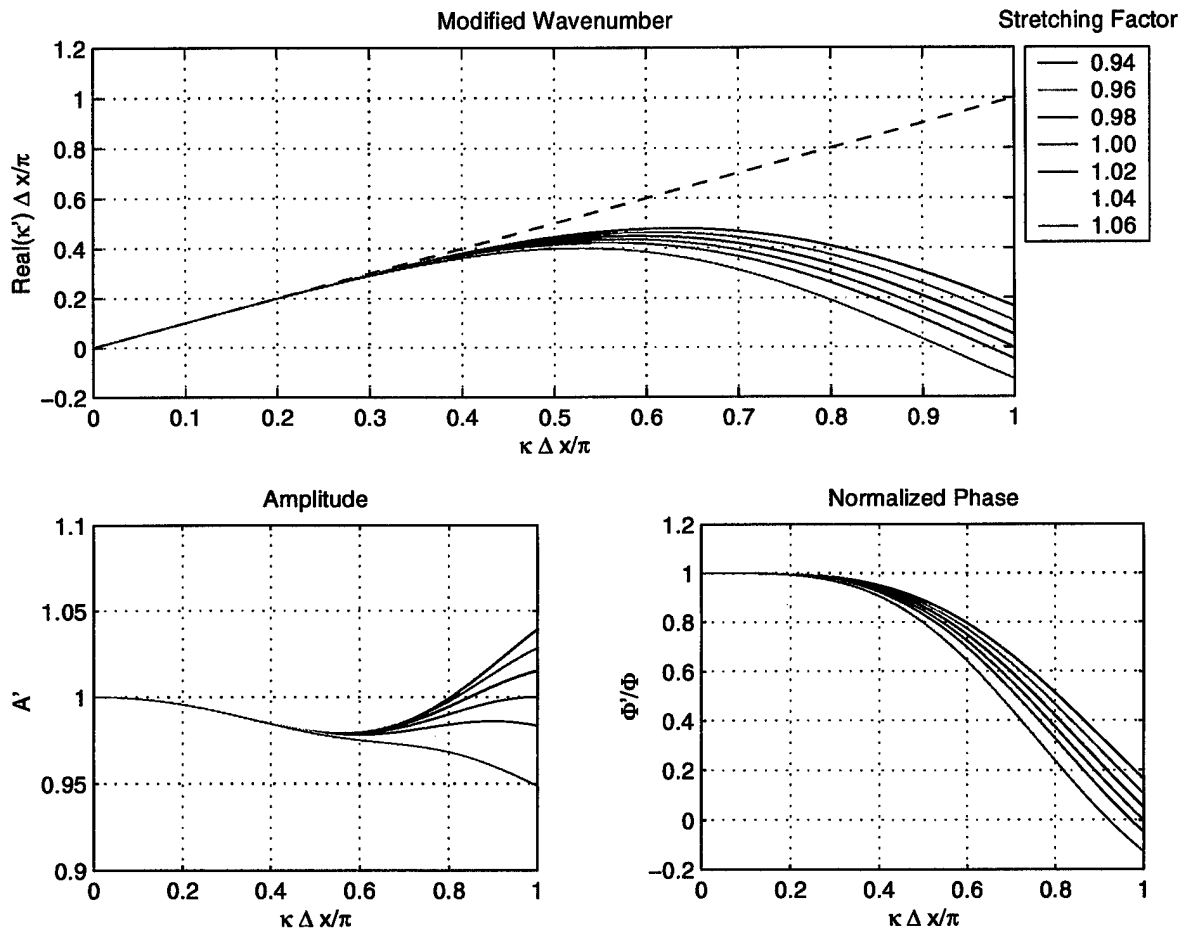 Modified Wavenumber
Stretching Factor
0.94
0.96
0.98
1.00
1.02
1.04
1.06
Real(κ') Δ x/π
1.2
1
0.8
0.6
0.4
0.2
0
−0.2
0 0.1 0.2 0.3 0.4 0.5 0.6 0.7 0.8 0.9 1
κ Δ x/π
Amplitude
A'
1.1
1.05
1
0.95
0.9
0 0.2 0.4 0.6 0.8 1
κ Δ x/π
Normalized Phase
Φ'/Φ
1.2
1
0.8
0.6
0.4
0.2
0
−0.2
0 0.2 0.4 0.6 0.8 1
κ Δ x/π